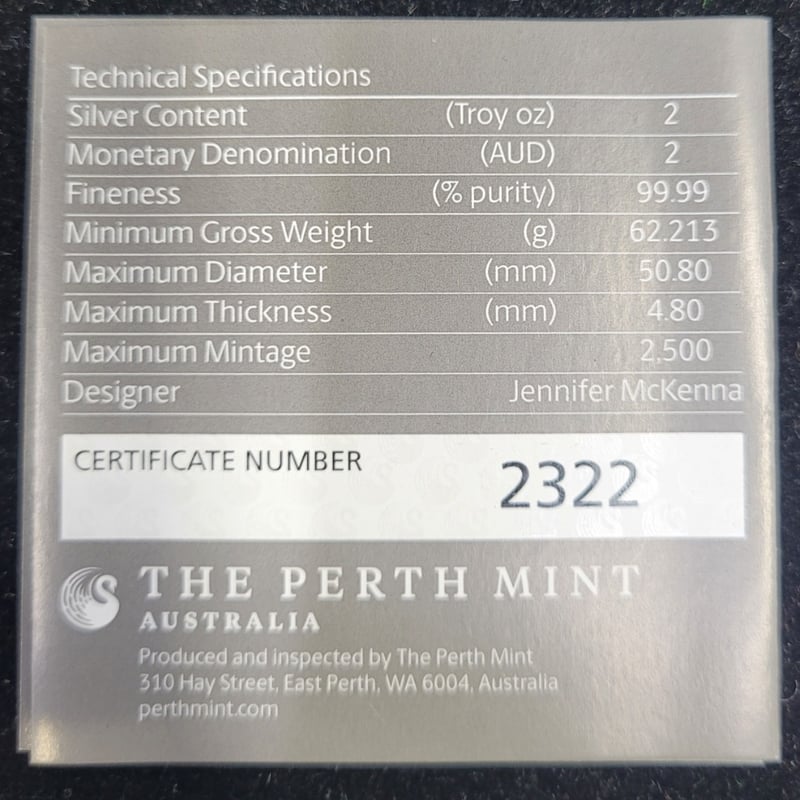 Technical Specifications
Silver Content (Troy oz) 2
Monetary Denomination (AUD) 2
Fineness (% purity) 99.99
Minimum Gross Weight (g) 62.213
Maximum Diameter (mm) 50.80
Maximum Thickness (mm) 4.80
Maximum Mintage 2,500
Designer Jennifer McKenna
CERTIFICATE NUMBER 2322
THE PERTH MINT
AUSTRALIA
Produced and inspected by The Perth Mint
310 Hay Street, East Perth, WA 6004, Australia
perthmint.com